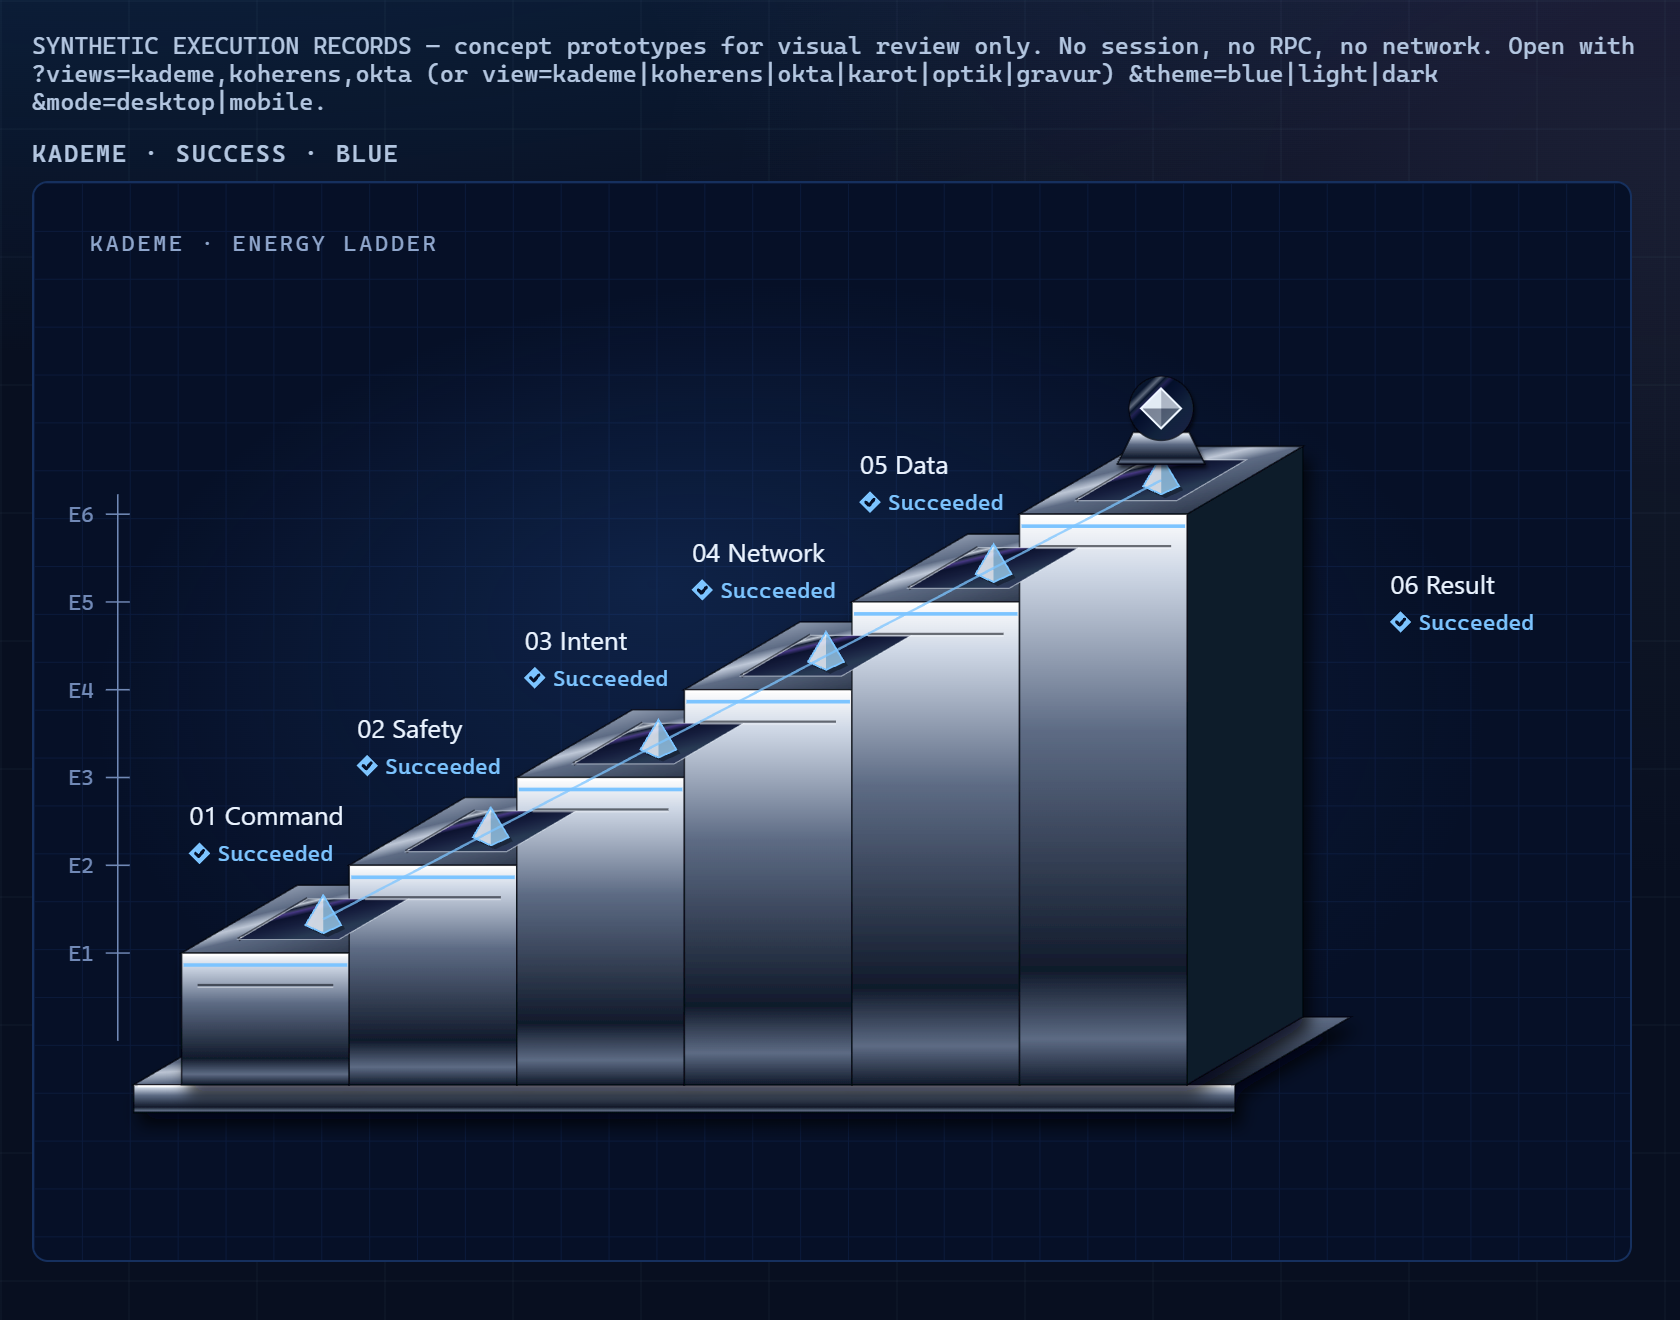 SYNTHETIC EXECUTION RECORDS — concept prototypes for visual review only. No session, no RPC, no network. Open with
?views=kademe,koherens,okta (or view=kademe|koherens|okta|karot|optik|gravur) &theme=blue|light|dark
&mode=desktop|mobile.
KADEME · SUCCESS · BLUE
KADEME · ENERGY LADDER
05 Data
Succeeded
E6
04 Network
Succeeded
06 Result
Succeeded
E5
03 Intent
Succeeded
E4
02 Safety
Succeeded
E3
01 Command
Succeeded
E2
E1